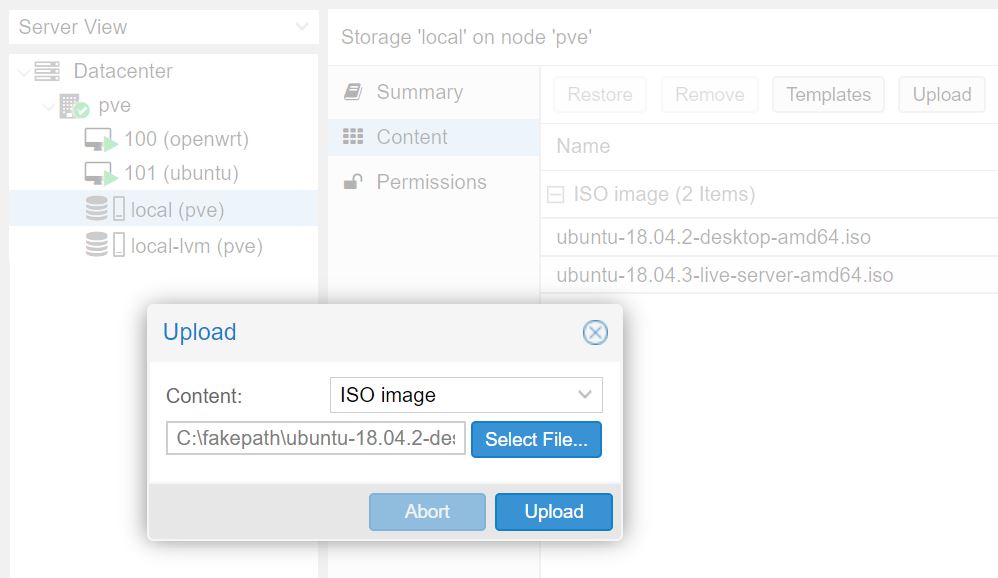 Server View
Datacenter
pve
100 (openwrt)
101 (ubuntu)
local (pve)
local-lvm (pve)
Storage 'local' on node 'pve'
Summary
Content
Permissions
Restore Remove Templates Upload
Name
ISO image (2 Items)
ubuntu-18.04.2-desktop-amd64.iso
ubuntu-18.04.3-live-server-amd64.iso
Upload
Content: ISO image
C:\fakepath\ubuntu-18.04.2-des Select File...
Abort Upload